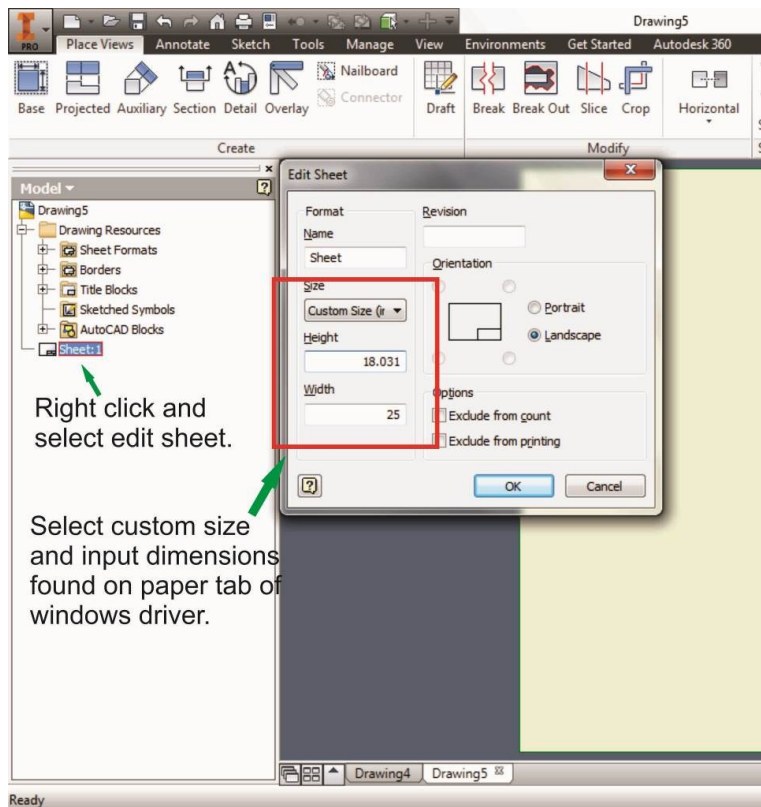 Drawing5
PRO
Place Views Annotate Sketch Tools Manage View Environments Get Started Autodesk 360
Nailboard
Connector
Base Projected Auxiliary Section Detail Overlay Draft Break Break Out Slice Crop Horizontal
Create Modify
Model
Drawing5
Drawing Resources
Sheet Formats
Borders
Title Blocks
Sketched Symbols
AutoCAD Blocks
Sheet:1
Right click and
select edit sheet.
Select custom size
and input dimensions
found on paper tab of
windows driver.
Edit Sheet
Format
Name
Sheet
Size
Custom Size (ir
Height
18.031
Width
25
Revision
Orientation
Portrait
Landscape
Options
Exclude from count
Exclude from printing
OK Cancel
Drawing4 Drawing5
Ready